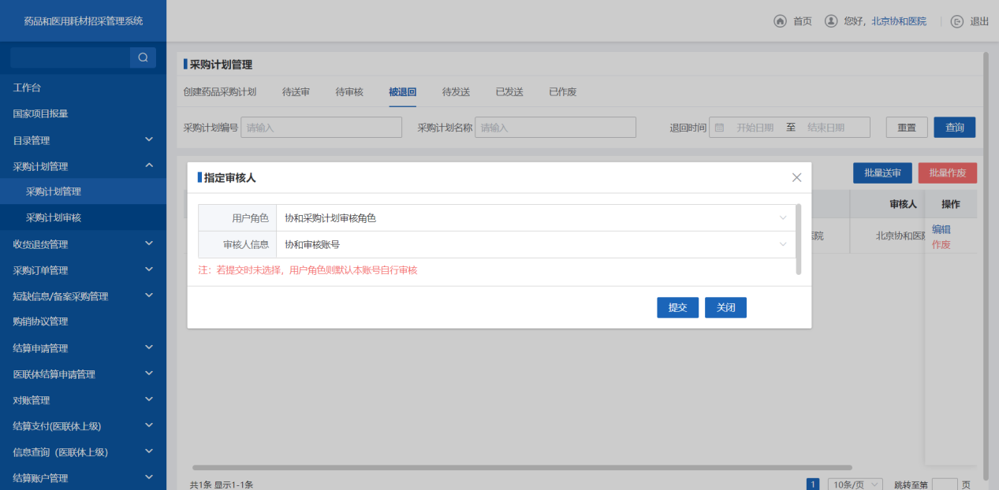 药品和医用耗材招采管理系统
首页 您好，北京协和医院 退出
工作台
国家项目报量
目录管理
采购计划管理
采购计划管理
采购计划审核
收货退货管理
采购订单管理
短缺信息/备案采购管理
购销协议管理
结算申请管理
医联体结算申请管理
对账管理
结算支付(医联体上级)
信息查询（医联体上级）
结算账户管理
采购计划管理
创建药品采购计划 待送审 待审核 被退回 待发送 已发送 已作废
采购计划编号 请输入 采购计划名称 请输入 退回时间 开始日期 至 结束日期 重置 查询
批量送审 批量作废
审核人 操作
医院 北京协和医院 编辑
作废
指定审核人
用户角色 协和采购计划审核角色
审核人信息 协和审核账号
注：若提交时未选择，用户角色则默认本账号自行审核
提交 关闭
共1条 显示1-1条 1 10条/页 跳转至第 页